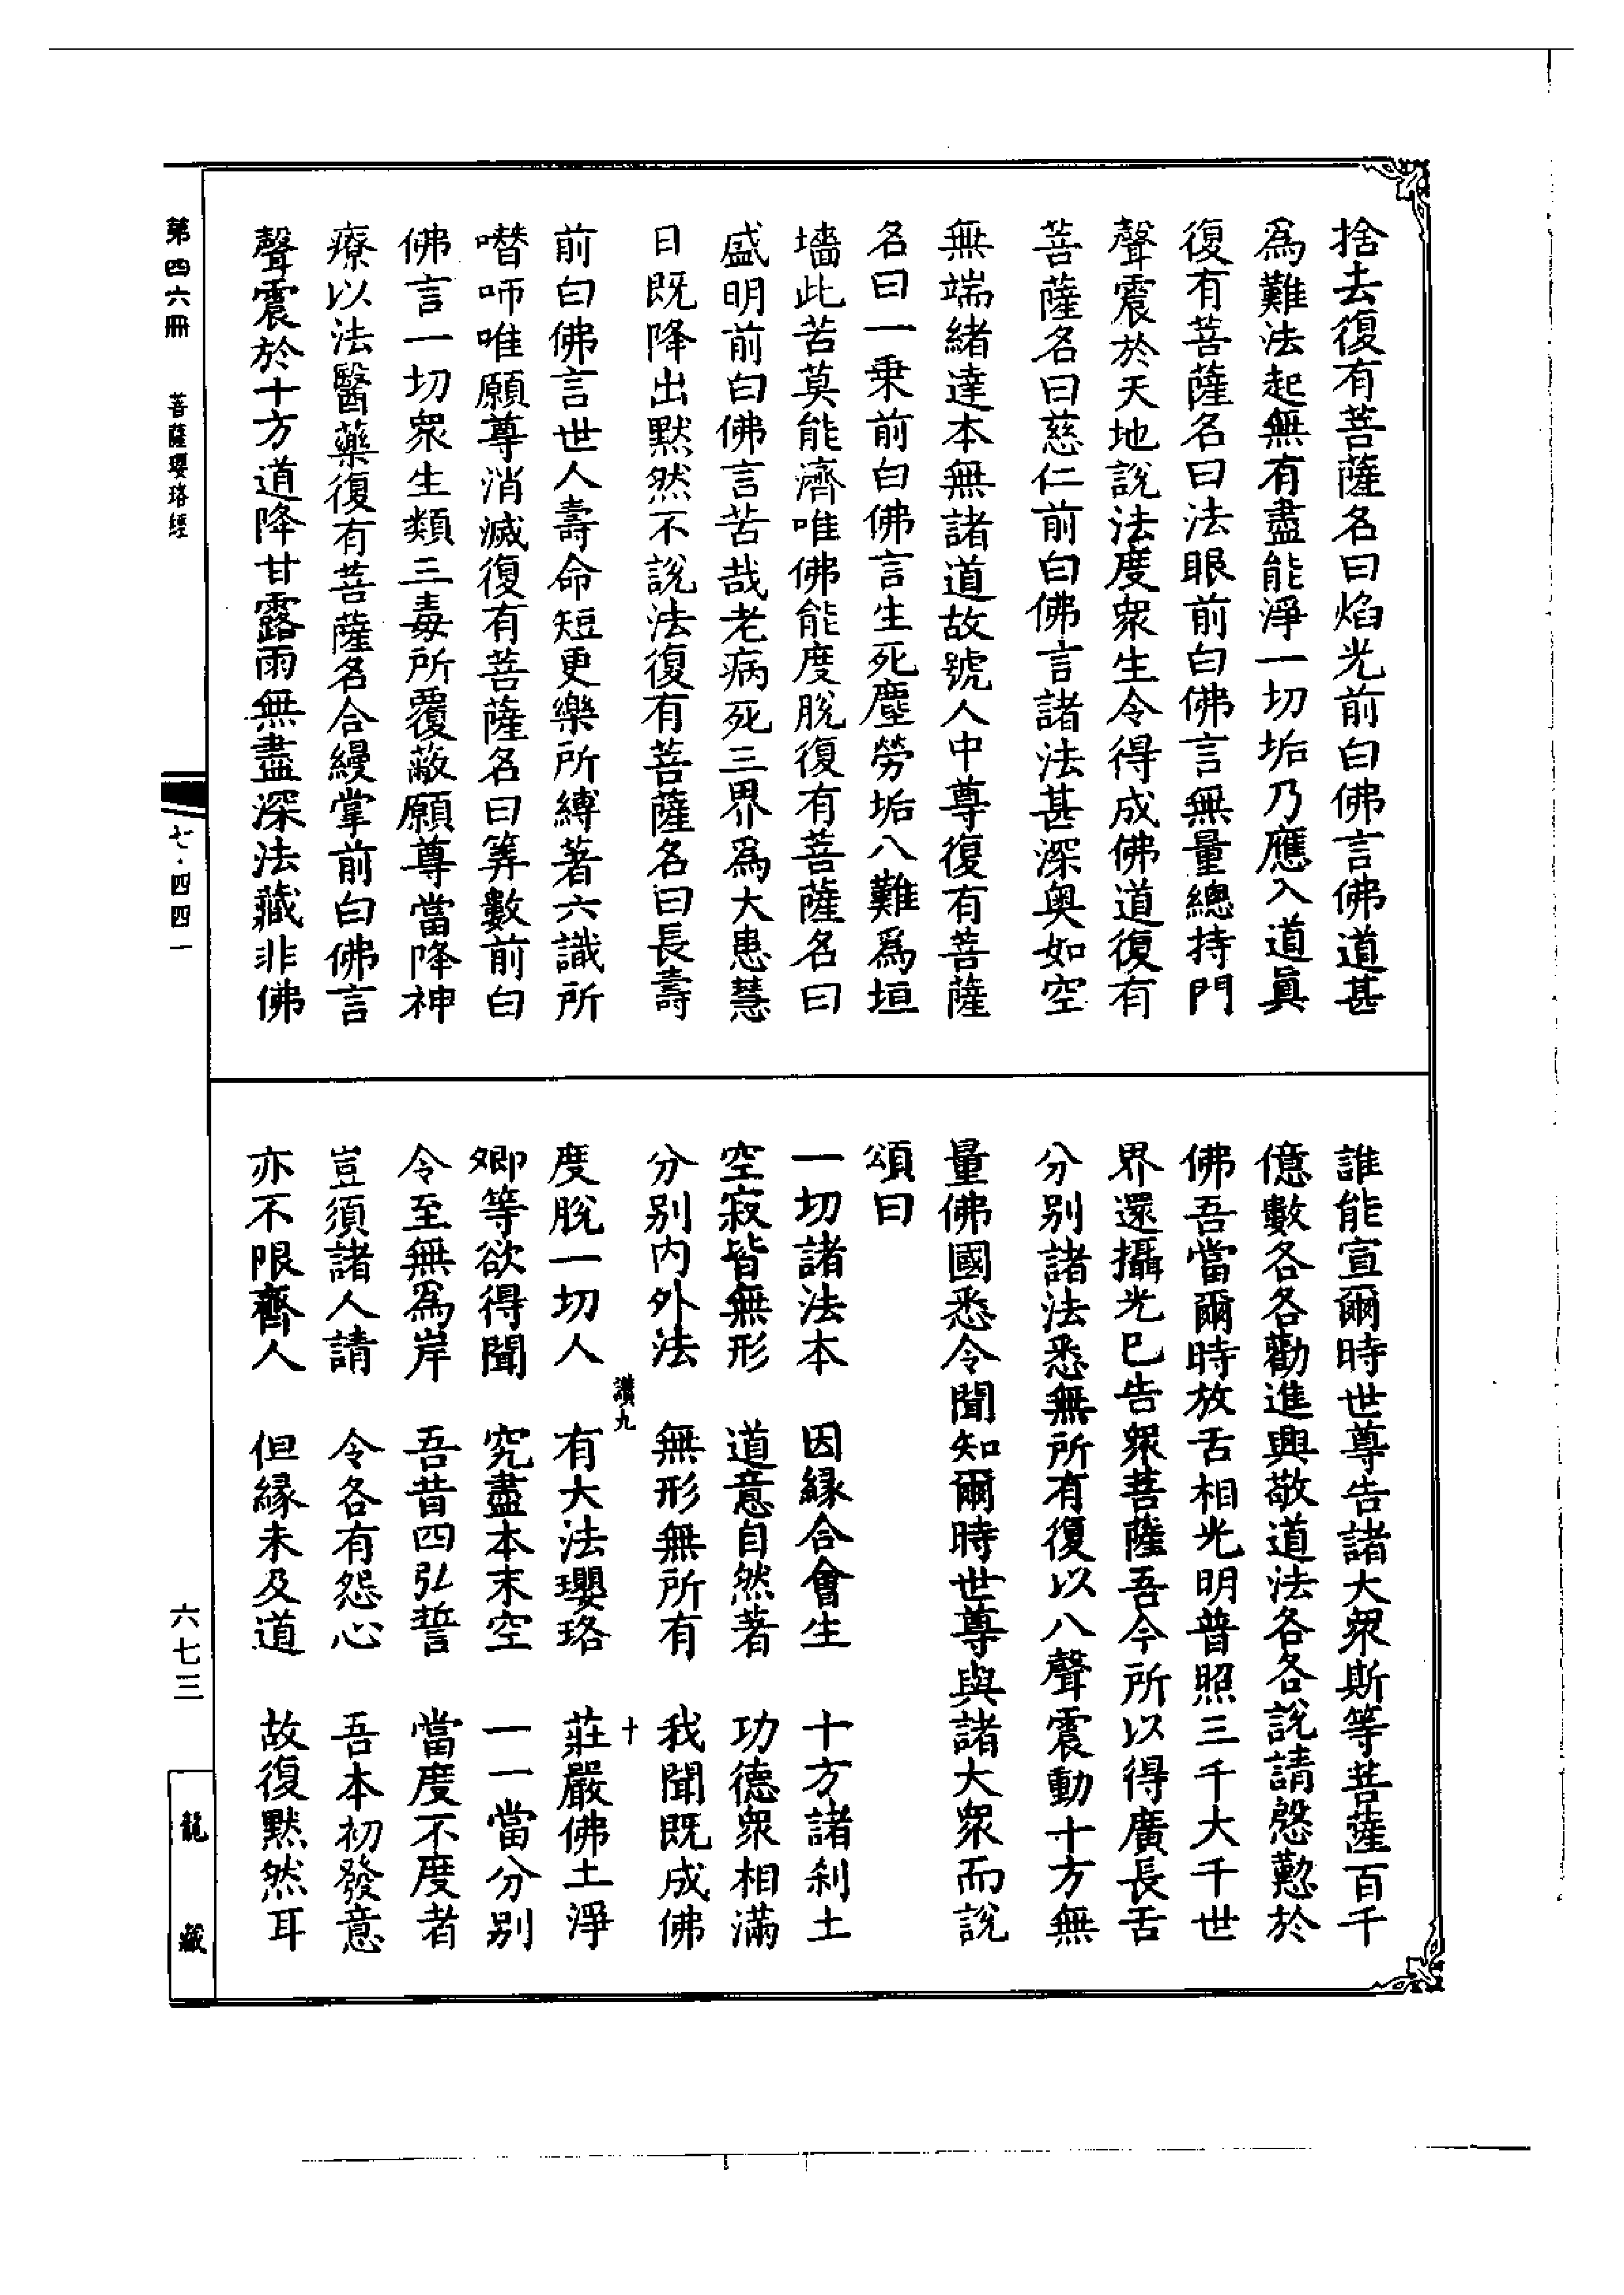 捨去復有菩薩名曰焰光前白佛言佛道甚
為難法起無有盡能淨一切垢乃應入道眞
復有菩薩名曰法眼前白佛言無量總持門
聲震於天地說法度衆生令得成佛道復有
菩薩名曰慈仁前白佛言諸法甚深奥如空
無端緒達本無諸道故號人中尊復有菩薩
名曰一乗前白佛言生死塵勞垢八難為垣
墻此苦莫能濟唯佛能度脫復有菩薩名曰
盛明前白佛言苦哉老病死三界為大患慧
日既降出黙然不說法復有菩薩名曰長壽
前白佛言世人壽命短更樂所縛著六識所
噆咂唯願尊消滅復有菩薩名曰筭數前白
佛言一切衆生類三毒所覆蔽願尊當降神
療以法醫藥復有菩薩名合縵掌前白佛言
聲震於十方道降甘露雨無盡深法藏非佛
誰能宣爾時世尊告諸大衆斯等菩薩百千
億數各各勸進興敬道法各各說請慇懃於
佛吾當爾時放舌相光明普照三千大千世
界還攝光已告衆菩薩吾今所以得廣長舌
分別諸法悉無所有復以八聲震動十方無
量佛國悉令聞知爾時世尊與諸大衆而說
頌曰
一切諸法本　因縁合會生　十方諸刹土
空寂皆無形　道意自然著　功德衆相滿
分別内外法　無形無所有　我聞既成佛
讃九　十
度脫一切人　有大法瓔珞　莊嚴佛土淨
卿等欲得聞　究盡本末空　一一當分別
令至無為岸　吾昔四弘誓　當度不度者
豈須諸人請　令各有怨心　吾本初發意
亦不限齊人　但縁未及道　故復黙然耳
第四六冊　菩薩瓔珞經　七·四四一　六七三　龍藏